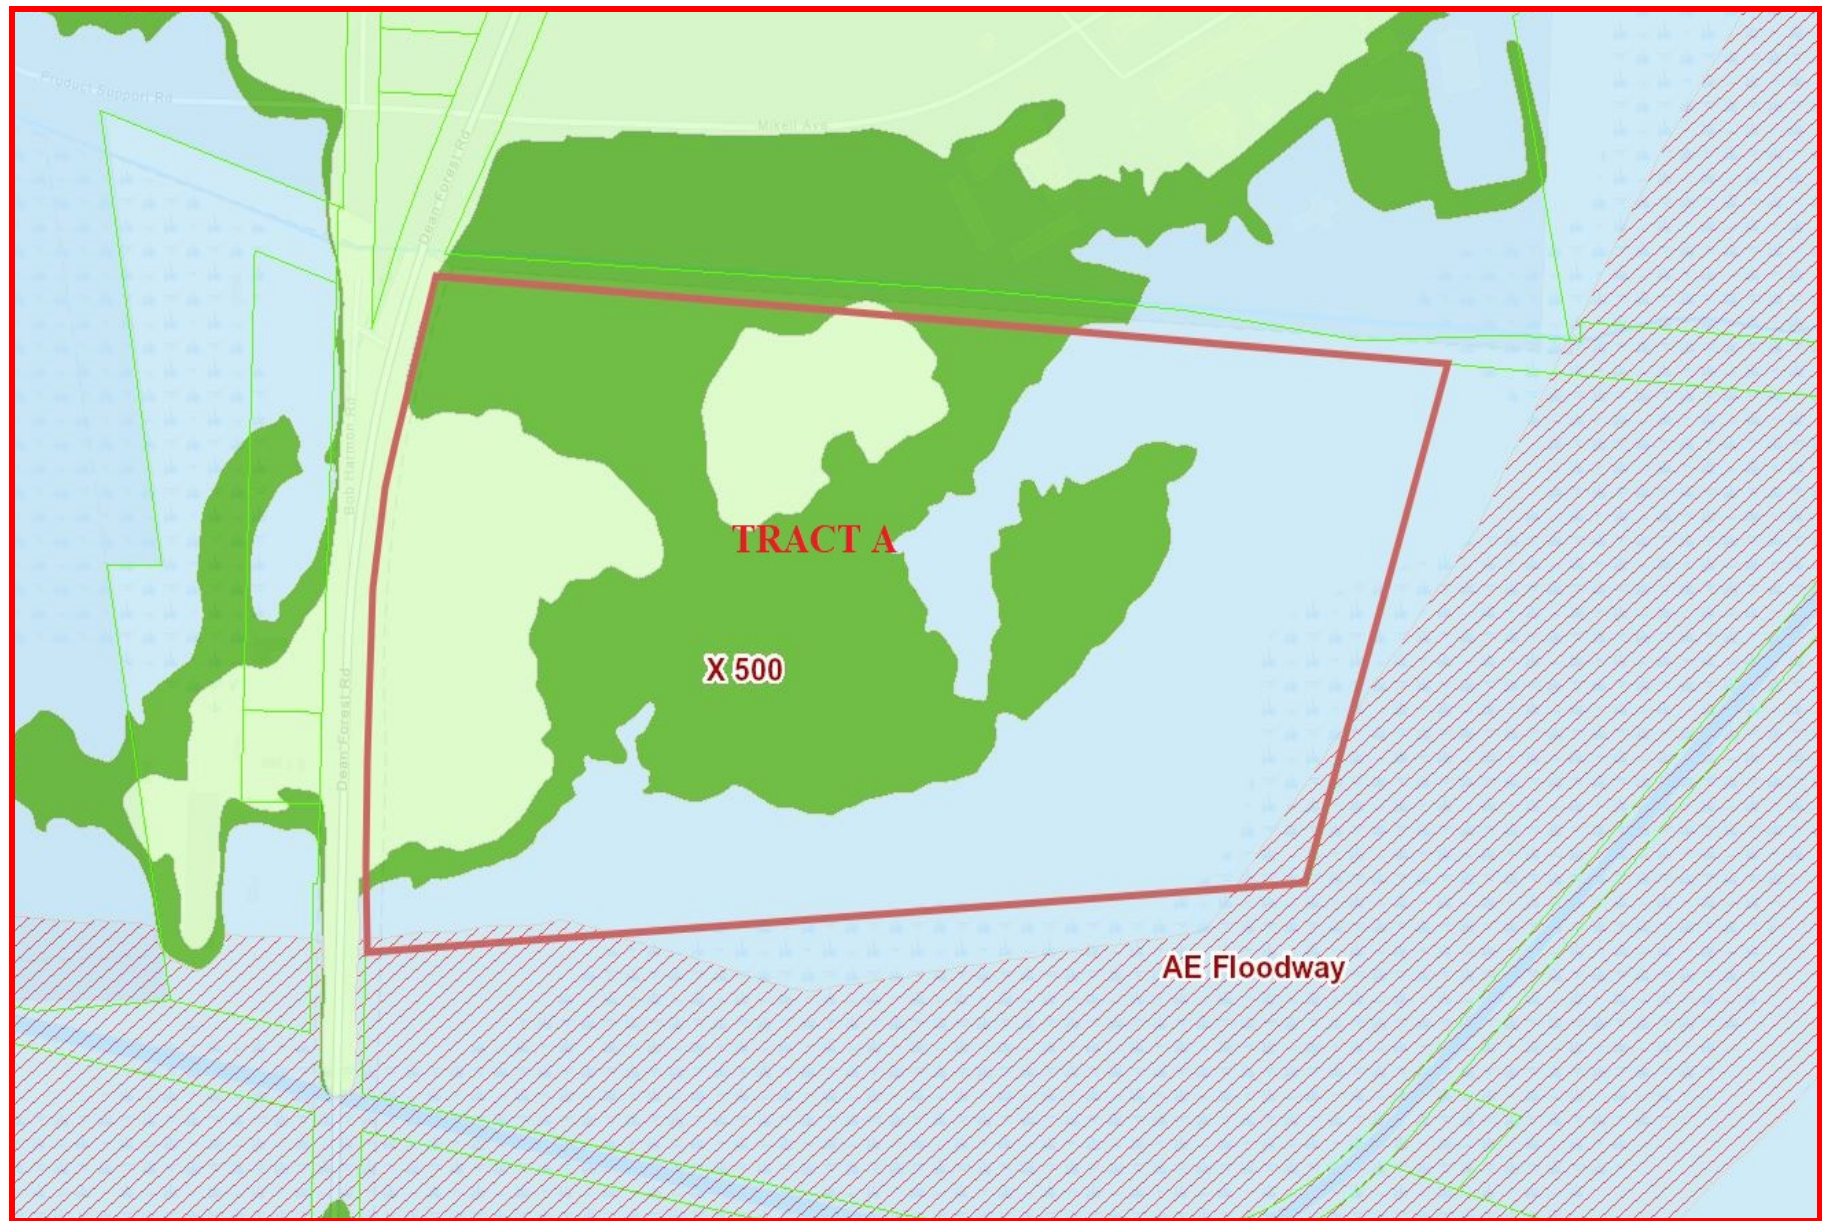 Product Support Rd
Mikell Ave
Dean Forest Rd
Bob Harmon Rd
TRACT A
X 500
Dean Forest Rd
AE Floodway